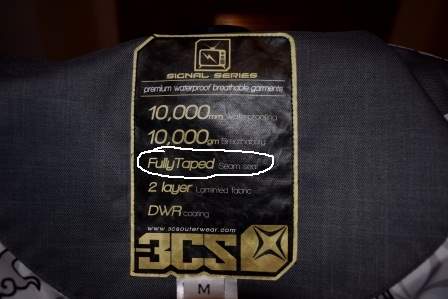 SIGNAL SERIES
premium waterproof breathable garments
10,000mm Waterproofing
10,000gm Breathability
FullyTaped Seam seal
2 layer Laminted fabric
DWR coating
www.3csouterwear.com
3CS
M